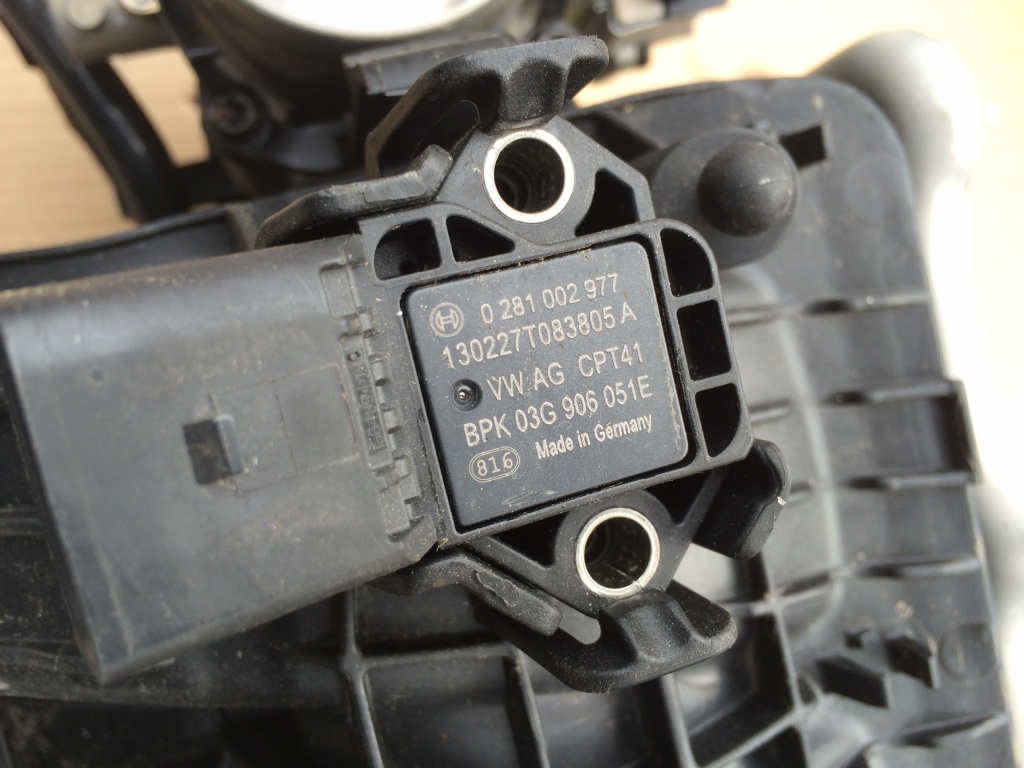 0 281 002 977
130227T083805 A
VW AG CPT41
BPK 03G 906 051E
Made in Germany
816